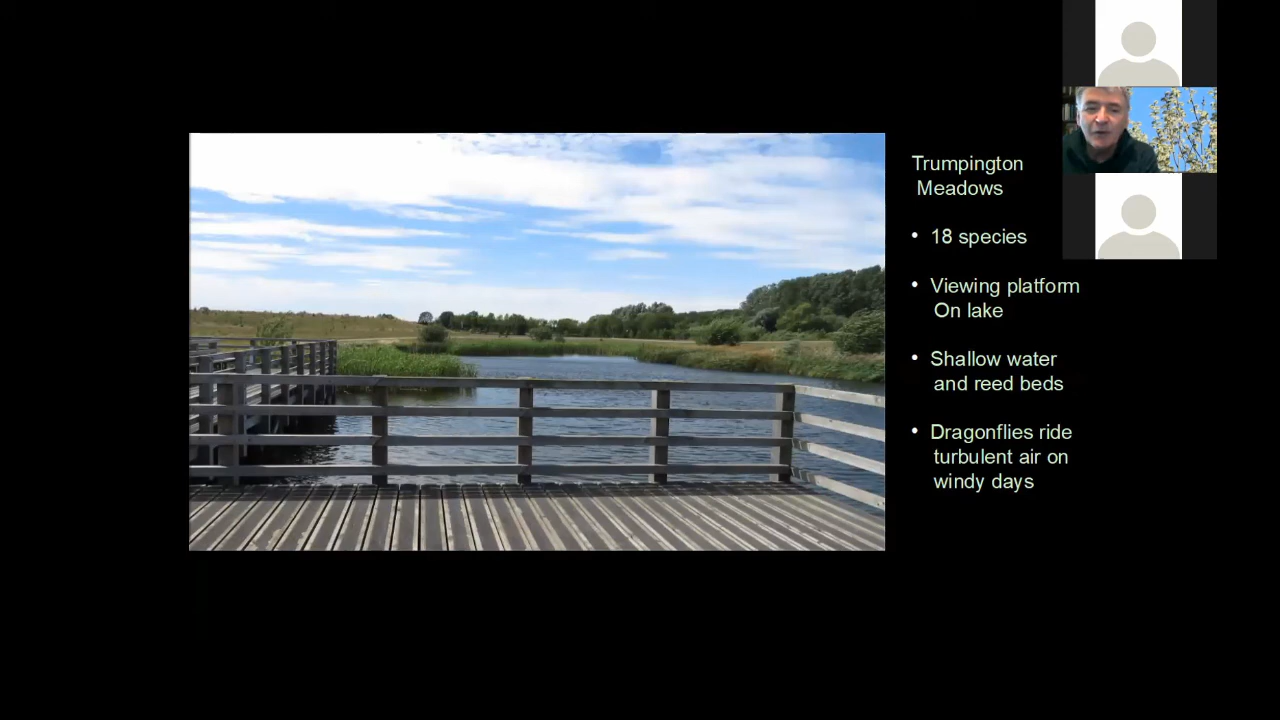 Trumpington
Meadows
• 18 species
• Viewing platform
On lake
• Shallow water
and reed beds
• Dragonflies ride
turbulent air on
windy days